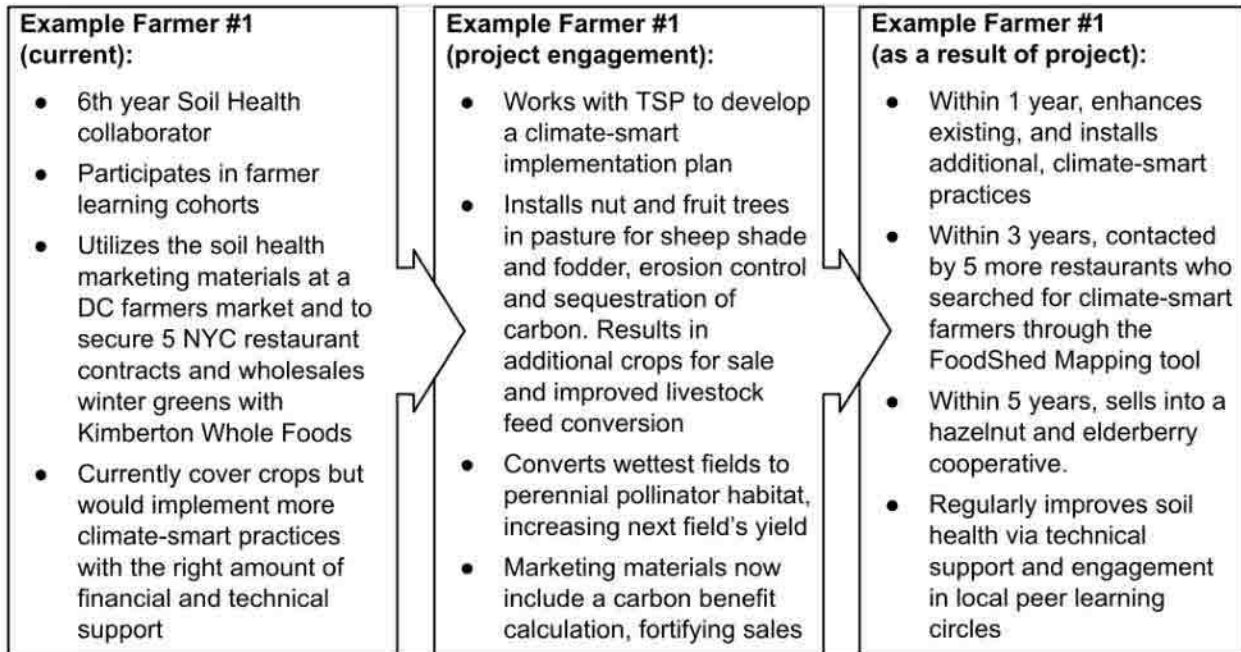 Example Farmer #1
(current):
● 6th year Soil Health
collaborator
● Participates in farmer
learning cohorts
● Utilizes the soil health
marketing materials at a
DC farmers market and to
secure 5 NYC restaurant
contracts and wholesales
winter greens with
Kimberton Whole Foods
● Currently cover crops but
would implement more
climate-smart practices
with the right amount of
financial and technical
support
Example Farmer #1
(project engagement):
● Works with TSP to develop
a climate-smart
implementation plan
● Installs nut and fruit trees
in pasture for sheep shade
and fodder, erosion control
and sequestration of
carbon. Results in
additional crops for sale
and improved livestock
feed conversion
● Converts wettest fields to
perennial pollinator habitat,
increasing next field's yield
● Marketing materials now
include a carbon benefit
calculation, fortifying sales
Example Farmer #1
(as a result of project):
● Within 1 year, enhances
existing, and installs
additional, climate-smart
practices
● Within 3 years, contacted
by 5 more restaurants who
searched for climate-smart
farmers through the
FoodShed Mapping tool
● Within 5 years, sells into a
hazelnut and elderberry
cooperative.
● Regularly improves soil
health via technical
support and engagement
in local peer learning
circles